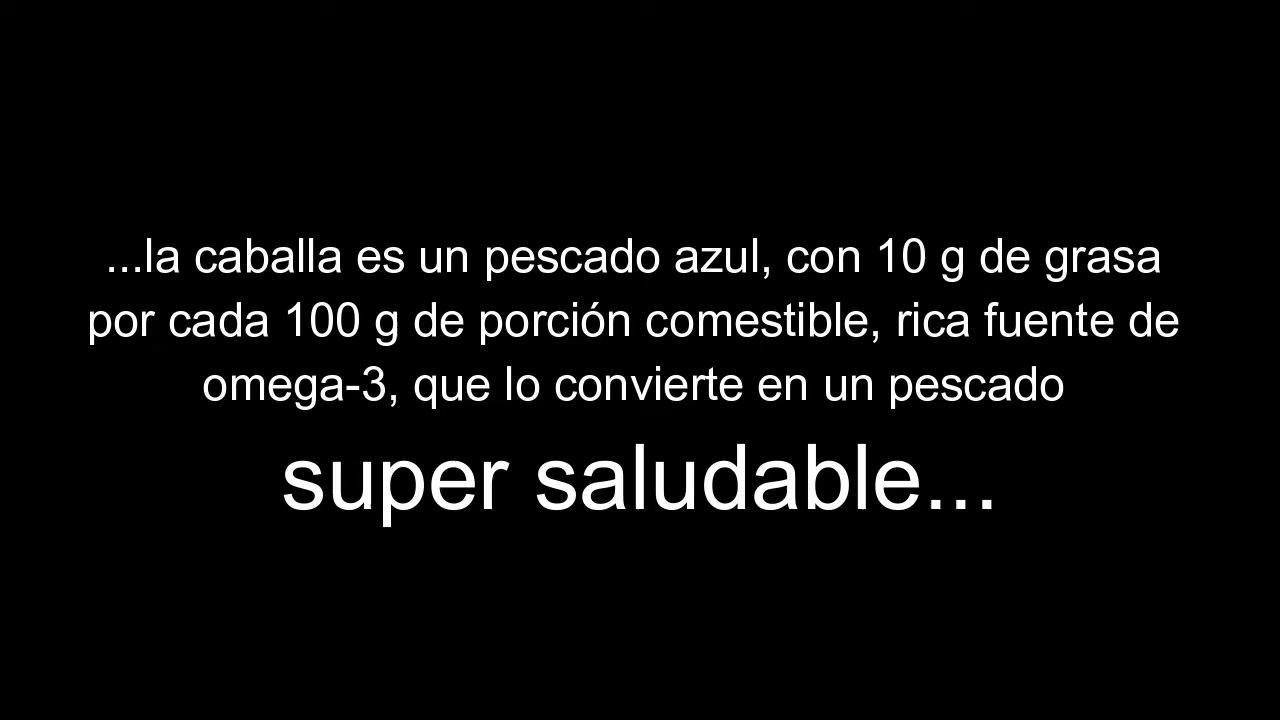 ...la caballa es un pescado azul, con 10 g de grasa
por cada 100 g de porción comestible, rica fuente de
omega-3, que lo convierte en un pescado
super saludable...